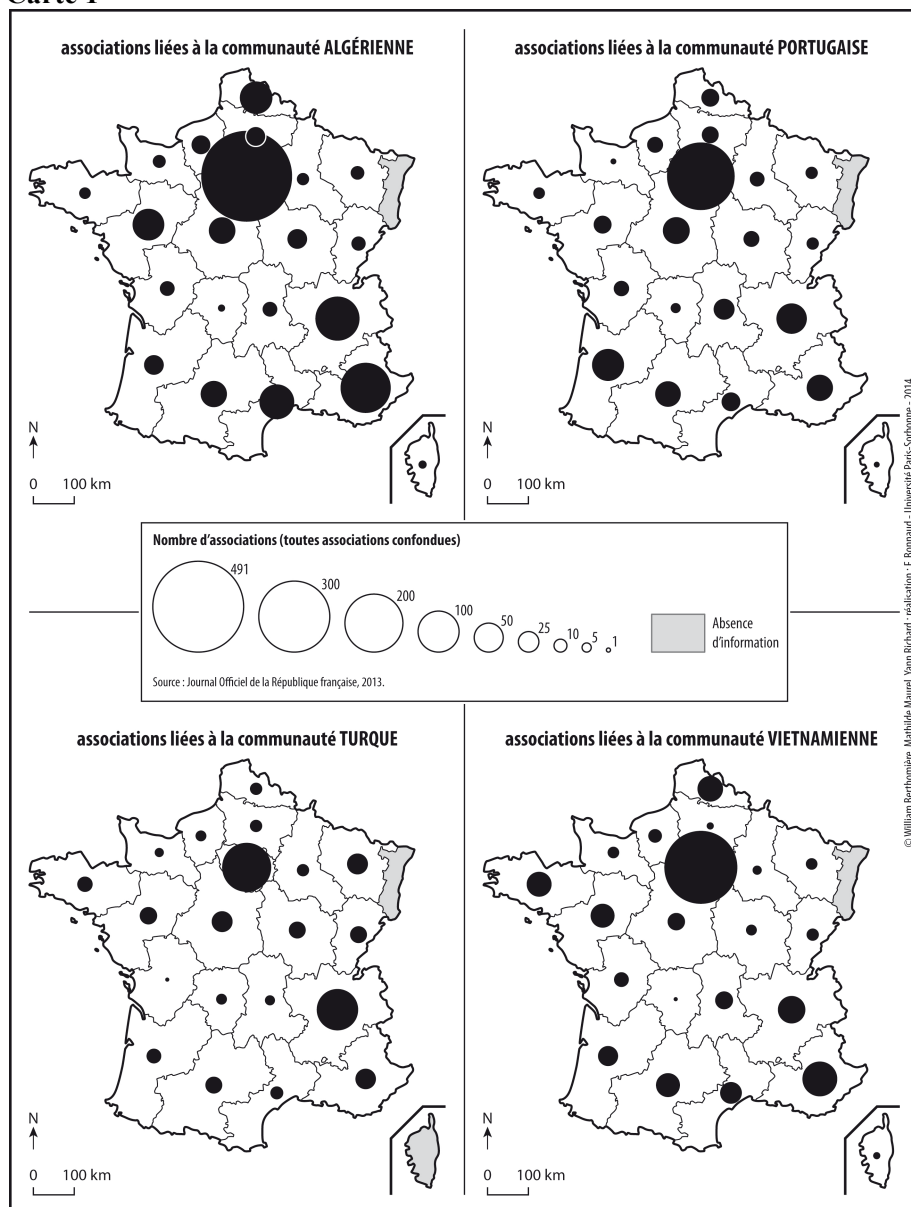 Carte 1
associations liées à la communauté ALGÉRIENNE
associations liées à la communauté PORTUGAISE
N
0 100 km
N
0 100 km
Nombre d'associations (toutes associations confondues)
491
300
200
100
50
25
10
5
1
Absence
d'information
Source : Journal Officiel de la République française, 2013.
associations liées à la communauté TURQUE
associations liées à la communauté VIETNAMIENNE
N
0 100 km
N
0 100 km
© William Berthomière, Mathilde Maurel, Yann Richard ; réalisation : F. Bonnaud - Université Paris-Sorbonne - 2014